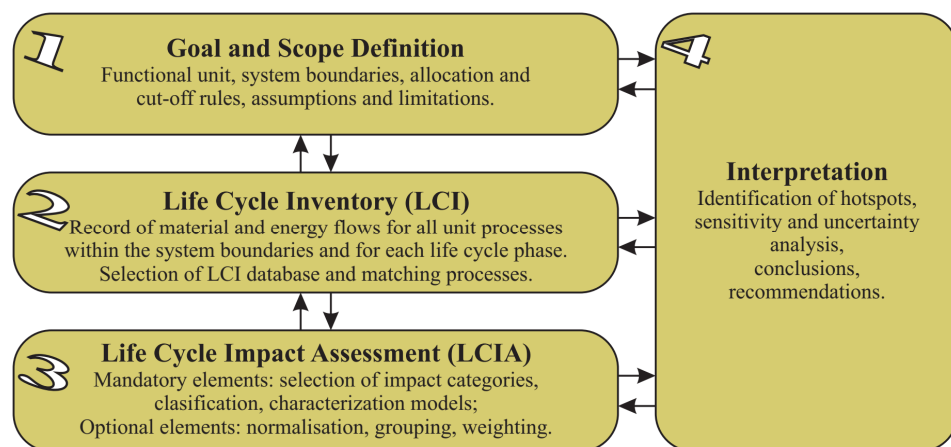 1
Goal and Scope Definition
Functional unit, system boundaries, allocation and
cut-off rules, assumptions and limitations.
2
Life Cycle Inventory (LCI)
Record of material and energy flows for all unit processes
within the system boundaries and for each life cycle phase.
Selection of LCI database and matching processes.
3
Life Cycle Impact Assessment (LCIA)
Mandatory elements: selection of impact categories,
clasification, characterization models;
Optional elements: normalisation, grouping, weighting.
4
Interpretation
Identification of hotspots,
sensitivity and uncertainty
analysis,
conclusions,
recommendations.